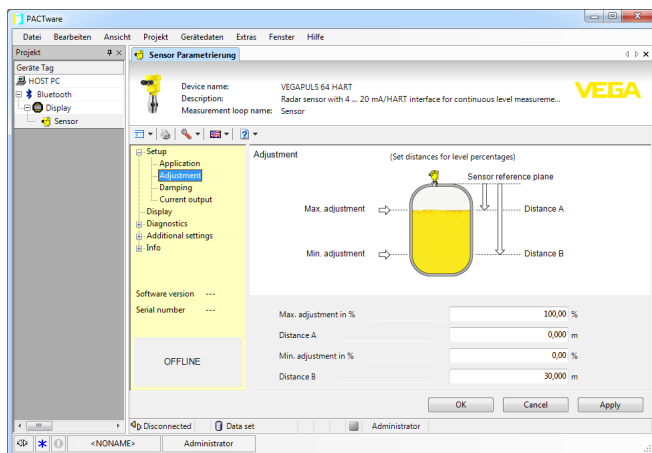 PACTware
Datei Bearbeiten Ansicht Projekt Gerätedaten Extras Fenster Hilfe
Projekt
Geräte Tag
HOST PC
Bluetooth
Display
Sensor
Sensor Parametrierung
Device name: VEGAPULS 64 HART
Description: Radar sensor with 4 ... 20 mA/HART interface for continuous level measureme...
Measurement loop name: Sensor
VEGA
Setup
Application
Adjustment
Damping
Current output
Display
Diagnostics
Additional settings
Info
Software version ---
Serial number ---
OFFLINE
Adjustment
(Set distances for level percentages)
Sensor reference plane
Max. adjustment
Distance A
Min. adjustment
Distance B
Max. adjustment in % 100,00 %
Distance A 0,000 m
Min. adjustment in % 0,00 %
Distance B 30,000 m
OK Cancel Apply
Disconnected Data set Administrator
<NONAME> Administrator